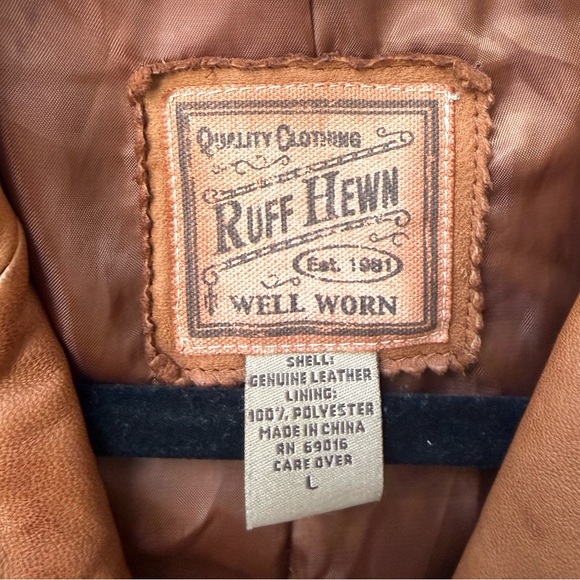 Quality Clothing
Ruff Hewn
Est. 1981
WELL WORN
SHELL:
GENUINE LEATHER
LINING:
100% POLYESTER
MADE IN CHINA
RN 69016
CARE OVER
L